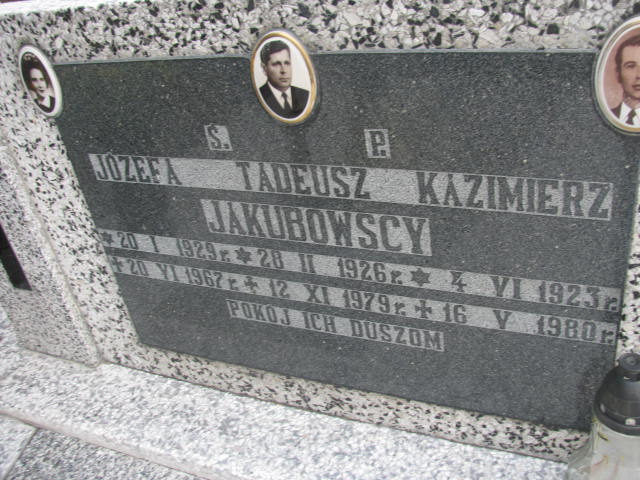 Ś. P.
JÓZEFA TADEUSZ KAZIMIERZ
JAKUBOWSCY
* 20 I 1929 r. * 28 II 1926 r. * 4 VI 1923 r.
+ 20 VI 1967 r. + 12 XI 1979 r. + 16 V 1980 r.
POKÓJ ICH DUSZOM